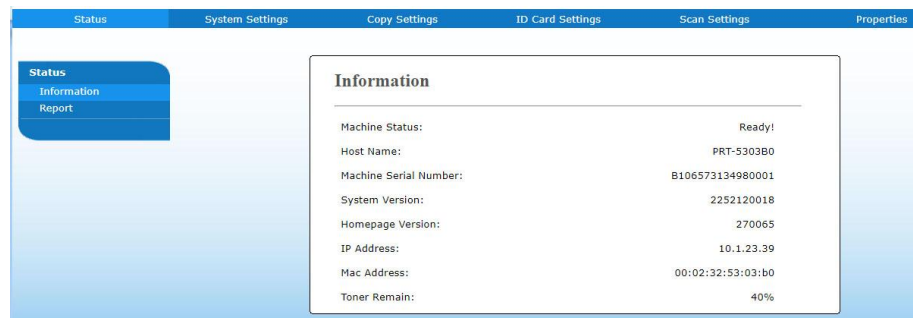 Status System Settings Copy Settings ID Card Settings Scan Settings Properties
Status
Information
Report
Information
Machine Status: Ready!
Host Name: PRT-5303B0
Machine Serial Number: B106573134980001
System Version: 2252120018
Homepage Version: 270065
IP Address: 10.1.23.39
Mac Address: 00:02:32:53:03:b0
Toner Remain: 40%